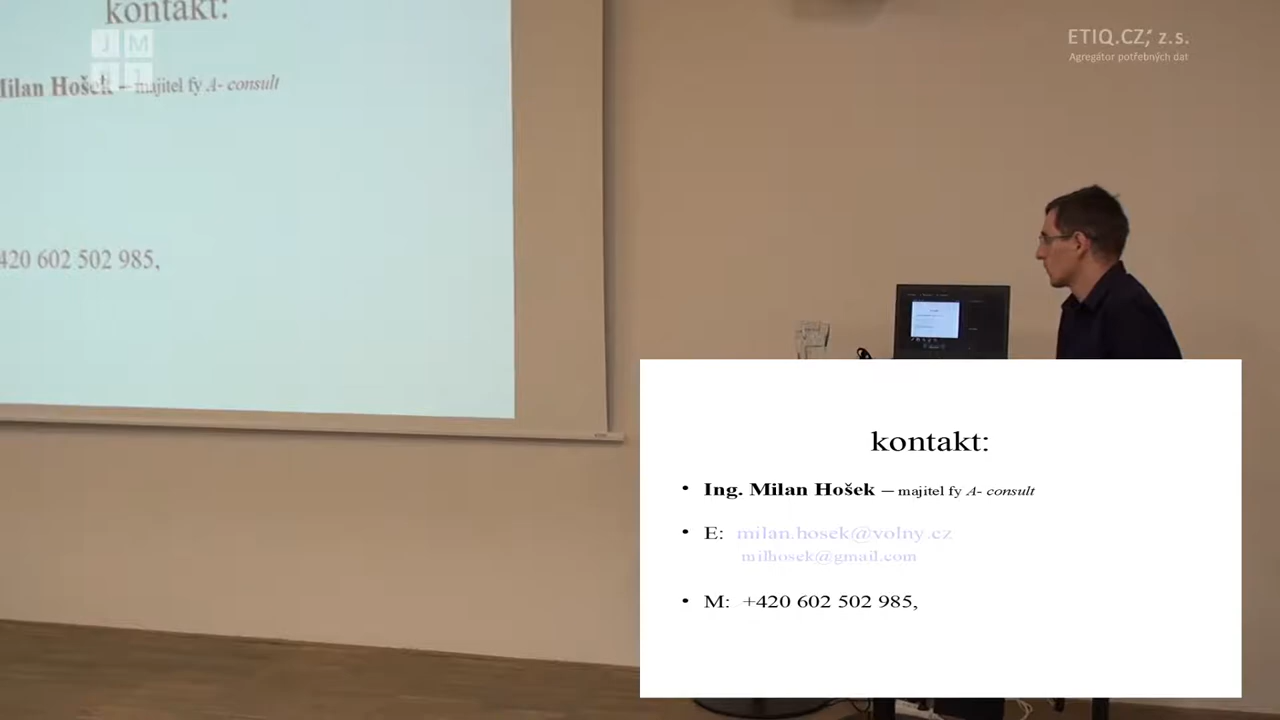 kontakt:
JM
Milan Hošek – majitel fy A- consult
420 602 502 985,
ETIQ.CZ, z.s.
Agregátor potřebných dat
kontakt:
• Ing. Milan Hošek – majitel fy A- consult
• E: milan.hosek@volny.cz
milhosek@gmail.com
• M: +420 602 502 985,